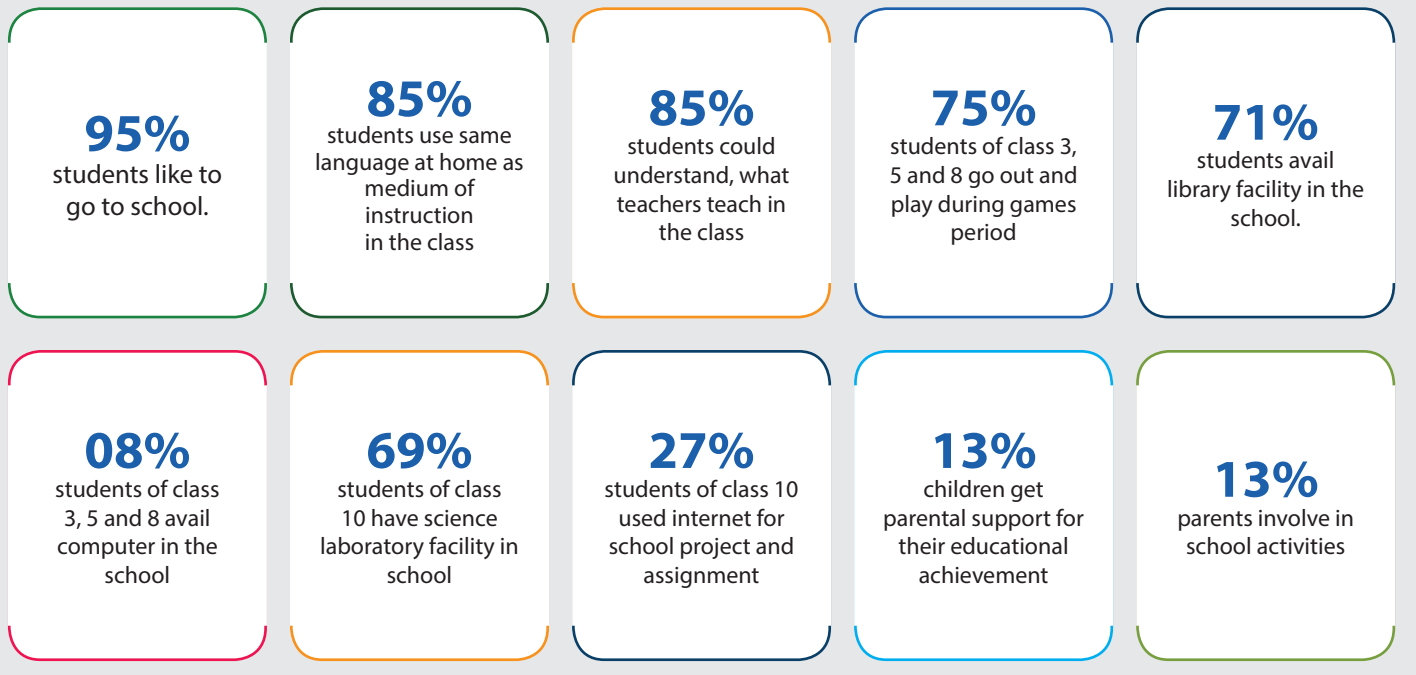 95%
students like to
go to school.
85%
students use same
language at home as
medium of
instruction
in the class
85%
students could
understand, what
teachers teach in
the class
75%
students of class 3,
5 and 8 go out and
play during games
period
71%
students avail
library facility in the
school.
08%
students of class
3, 5 and 8 avail
computer in the
school
69%
students of class
10 have science
laboratory facility in
school
27%
students of class 10
used internet for
school project and
assignment
13%
children get
parental support for
their educational
achievement
13%
parents involve in
school activities